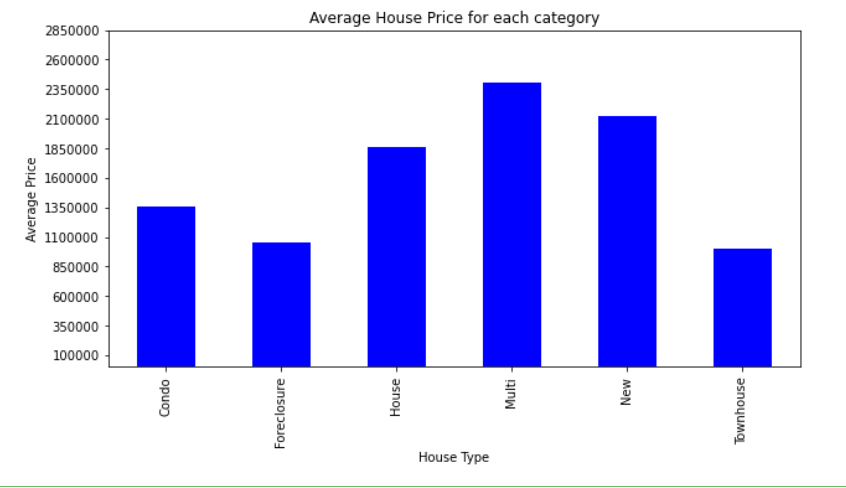 Average House Price for each category
2850000
2600000
2350000
2100000
1850000
1600000
1350000
1100000
850000
600000
350000
100000
Average Price
Condo
Foreclosure
House
Multi
New
Townhouse
House Type